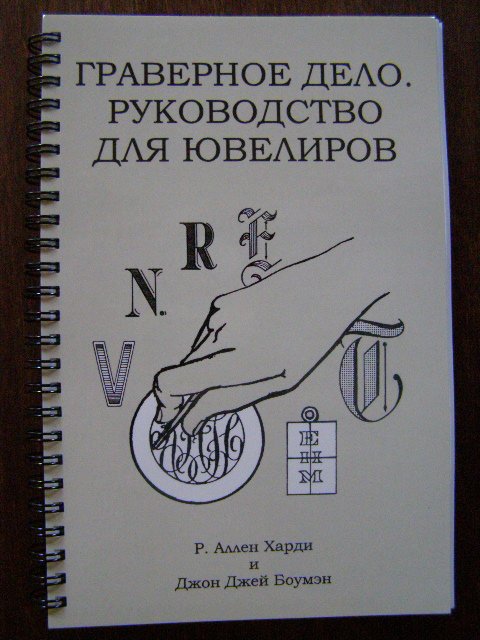 ГРАВЕРНОЕ ДЕЛО.
РУКОВОДСТВО
ДЛЯ ЮВЕЛИРОВ
E
R
N.
V
T
E
H
M
Р. Аллен Харди
и
Джон Джей Боумэн